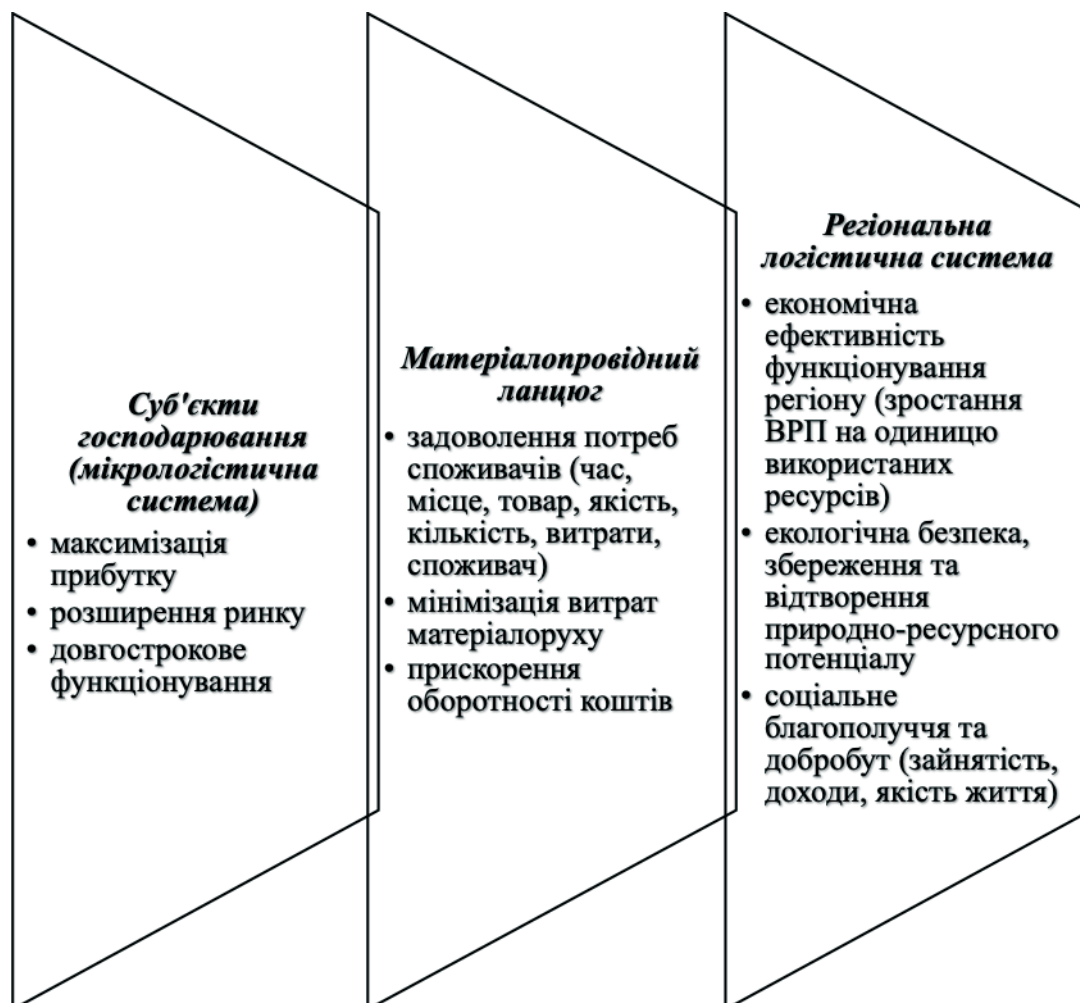 Суб'єкти
господарювання
(мікрологістична
система)
• максимізація
прибутку
• розширення ринку
• довгострокове
функціонування
Матеріалопровідний
ланцюг
• задоволення потреб
споживачів (час,
місце, товар, якість,
кількість, витрати,
споживач)
• мінімізація витрат
матеріалоруху
• прискорення
оборотності коштів
Регіональна
логістична система
• економічна
ефективність
функціонування
регіону (зростання
ВРП на одиницю
використаних
ресурсів)
• екологічна безпека,
збереження та
відтворення
природно-ресурсного
потенціалу
• соціальне
благополуччя та
добробут (зайнятість,
доходи, якість життя)